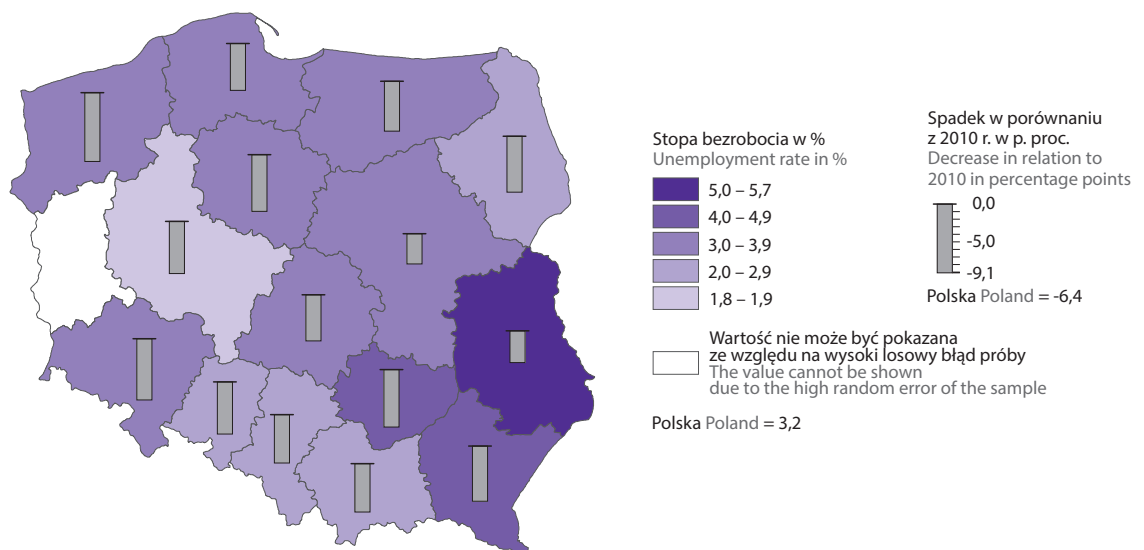 Stopa bezrobocia w %
Unemployment rate in %
5,0 – 5,7
4,0 – 4,9
3,0 – 3,9
2,0 – 2,9
1,8 – 1,9
Wartość nie może być pokazana
ze względu na wysoki losowy błąd próby
The value cannot be shown
due to the high random error of the sample
Polska Poland = 3,2
Spadek w porównaniu
z 2010 r. w p. proc.
Decrease in relation to
2010 in percentage points
0,0
-5,0
-9,1
Polska Poland = -6,4